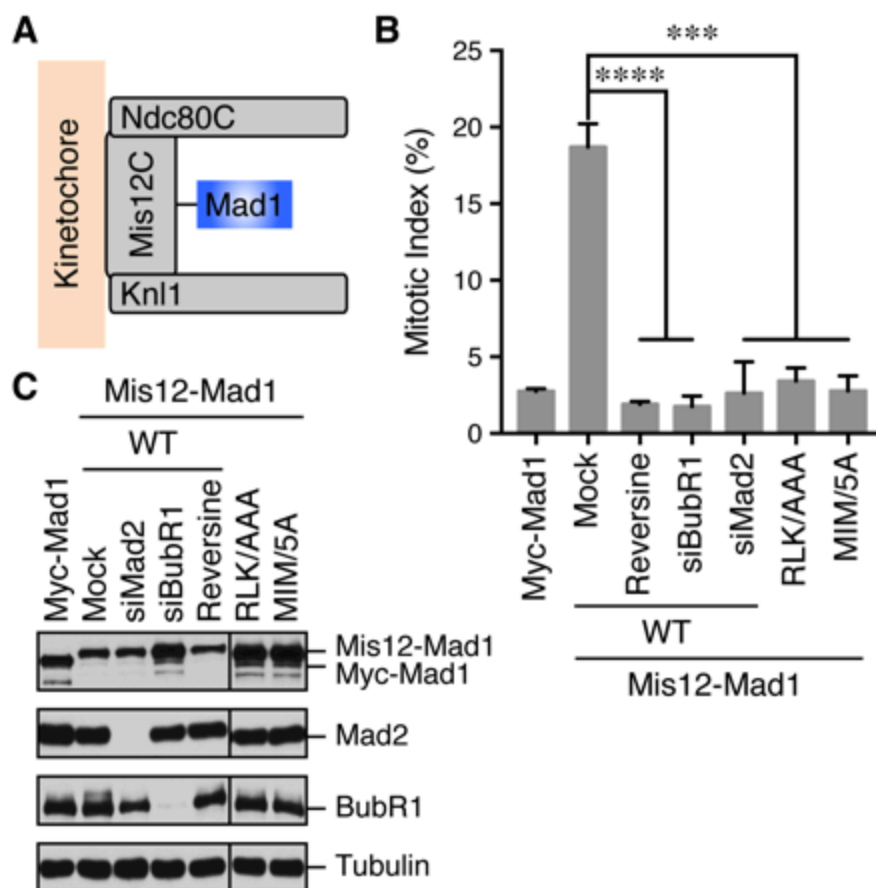 A
Kinetochore
Ndc80C
Mis12C
Mad1
Knl1
B
Mitotic Index (%)
25
20
15
10
5
0
***
****
Myc-Mad1
Mock
Reversine
siBubR1
siMad2
RLK/AAA
MIM/5A
WT
Mis12-Mad1
C
Mis12-Mad1
WT
Myc-Mad1
Mock
siMad2
siBubR1
Reversine
RLK/AAA
MIM/5A
Mis12-Mad1
Myc-Mad1
Mad2
BubR1
Tubulin